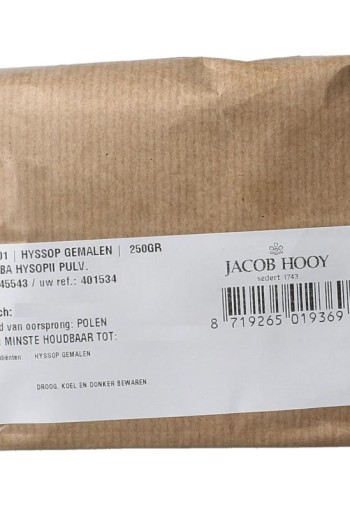 01 | HYSSOP GEMALEN | 250GR
BA HYSOPII PULV.
45543 / uw ref.: 401534
ch:
d van oorsprong: POLEN
MINSTE HOUDBAAR TOT:
ediënten: HYSSOP GEMALEN
DROOG, KOEL EN DONKER BEWAREN
JACOB HOOY
sedert 1743
8 719265 019369